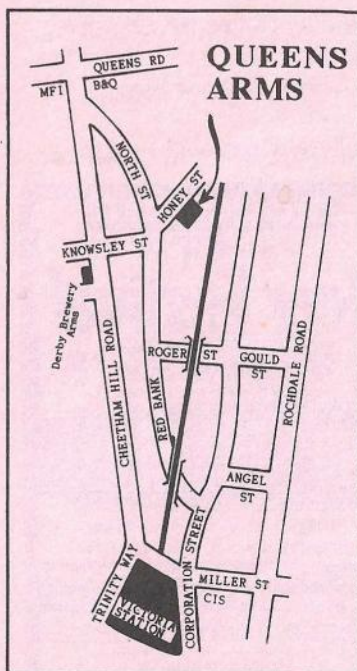 QUEENS
ARMS
QUEENS RD
MFI
B&Q
NORTH ST
HONEY ST
KNOWSLEY ST
Derby Brewery
Arms
CHEETHAM HILL ROAD
RED BANK
ROGER ST
GOULD
ST
ROCHDALE ROAD
ANGEL
ST
CORPORATION STREET
MILLER ST
CIS
TRINITY WAY
VICTORIA
STATION